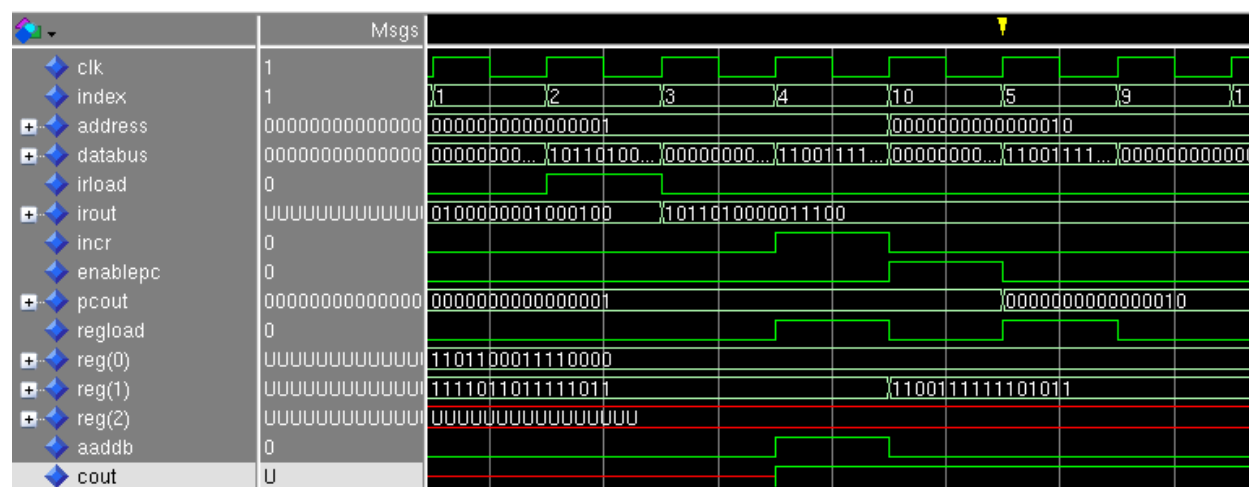 Msgs
clk 1
index 1 1 2 3 4 10 5 9 1
address 00000000000000 0000000000000001 0000000000000010
databus 00000000000000 00000000... 10110100... 00000000... 11001111... 00000000... 11001111... 000000000000
irload 0
irout UUUUUUUUUUUUU 0100000001000100 1011010000011100
incr 0
enablepc 0
pcout 00000000000000 0000000000000001 0000000000000010
regload 0
reg(0) UUUUUUUUUUUUU 1101100011110000
reg(1) UUUUUUUUUUUUU 1111011011111011 1100111111101011
reg(2) UUUUUUUUUUUUU UUUUUUUUUUUUUUUU
aaddb 0
cout U